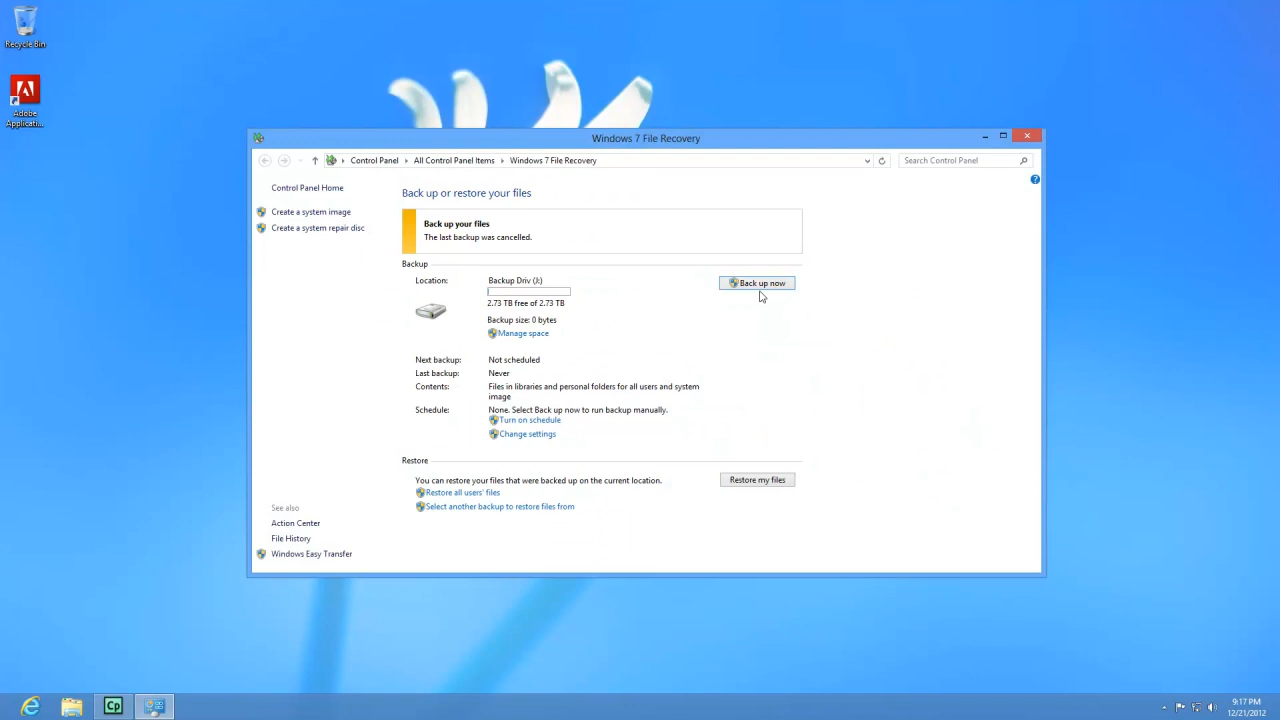 Recycle Bin
Adobe
Applicati...
Windows 7 File Recovery
Control Panel
All Control Panel Items
Windows 7 File Recovery
Search Control Panel
Control Panel Home
Create a system image
Create a system repair disc
Back up or restore your files
Back up your files
The last backup was cancelled.
Backup
Location:
Backup Driv (J:)
Back up now
2.73 TB free of 2.73 TB
Backup size: 0 bytes
Manage space
Next backup:
Not scheduled
Last backup:
Never
Contents:
Files in libraries and personal folders for all users and system
image
Schedule:
None. Select Back up now to run backup manually.
Turn on schedule
Change settings
Restore
You can restore your files that were backed up on the current location.
Restore my files
Restore all users' files
Select another backup to restore files from
See also
Action Center
File History
Windows Easy Transfer
Cp
9:17 PM
12/21/2012